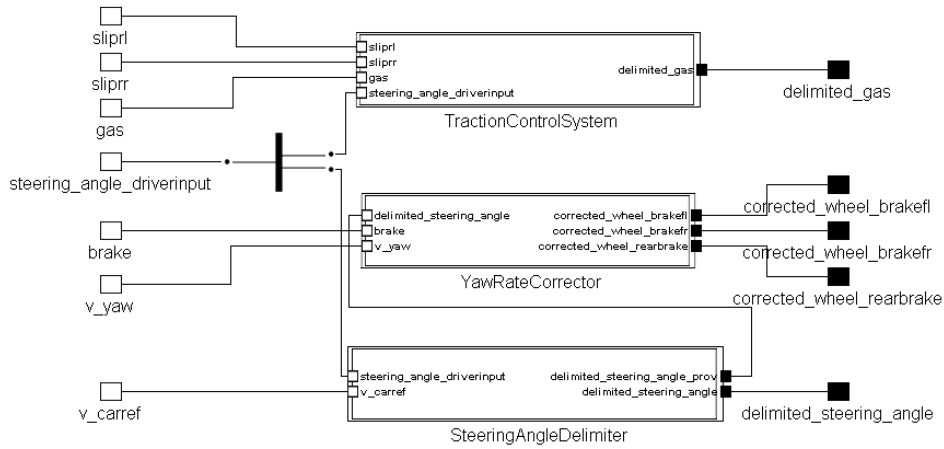 sliprl
sliprr
gas
steering_angle_driverinput
brake
v_yaw
v_carref
sliprl
sliprr
gas
steering_angle_driverinput
delimited_gas
TractionControlSystem
delimited_steering_angle
brake
v_yaw
corrected_wheel_brakefl
corrected_wheel_brakefr
corrected_wheel_rearbrake
YawRateCorrector
steering_angle_driverinput
v_carref
delimited_steering_angle_prov
delimited_steering_angle
SteeringAngleDelimiter
delimited_gas
corrected_wheel_brakefl
corrected_wheel_brakefr
corrected_wheel_rearbrake
delimited_steering_angle